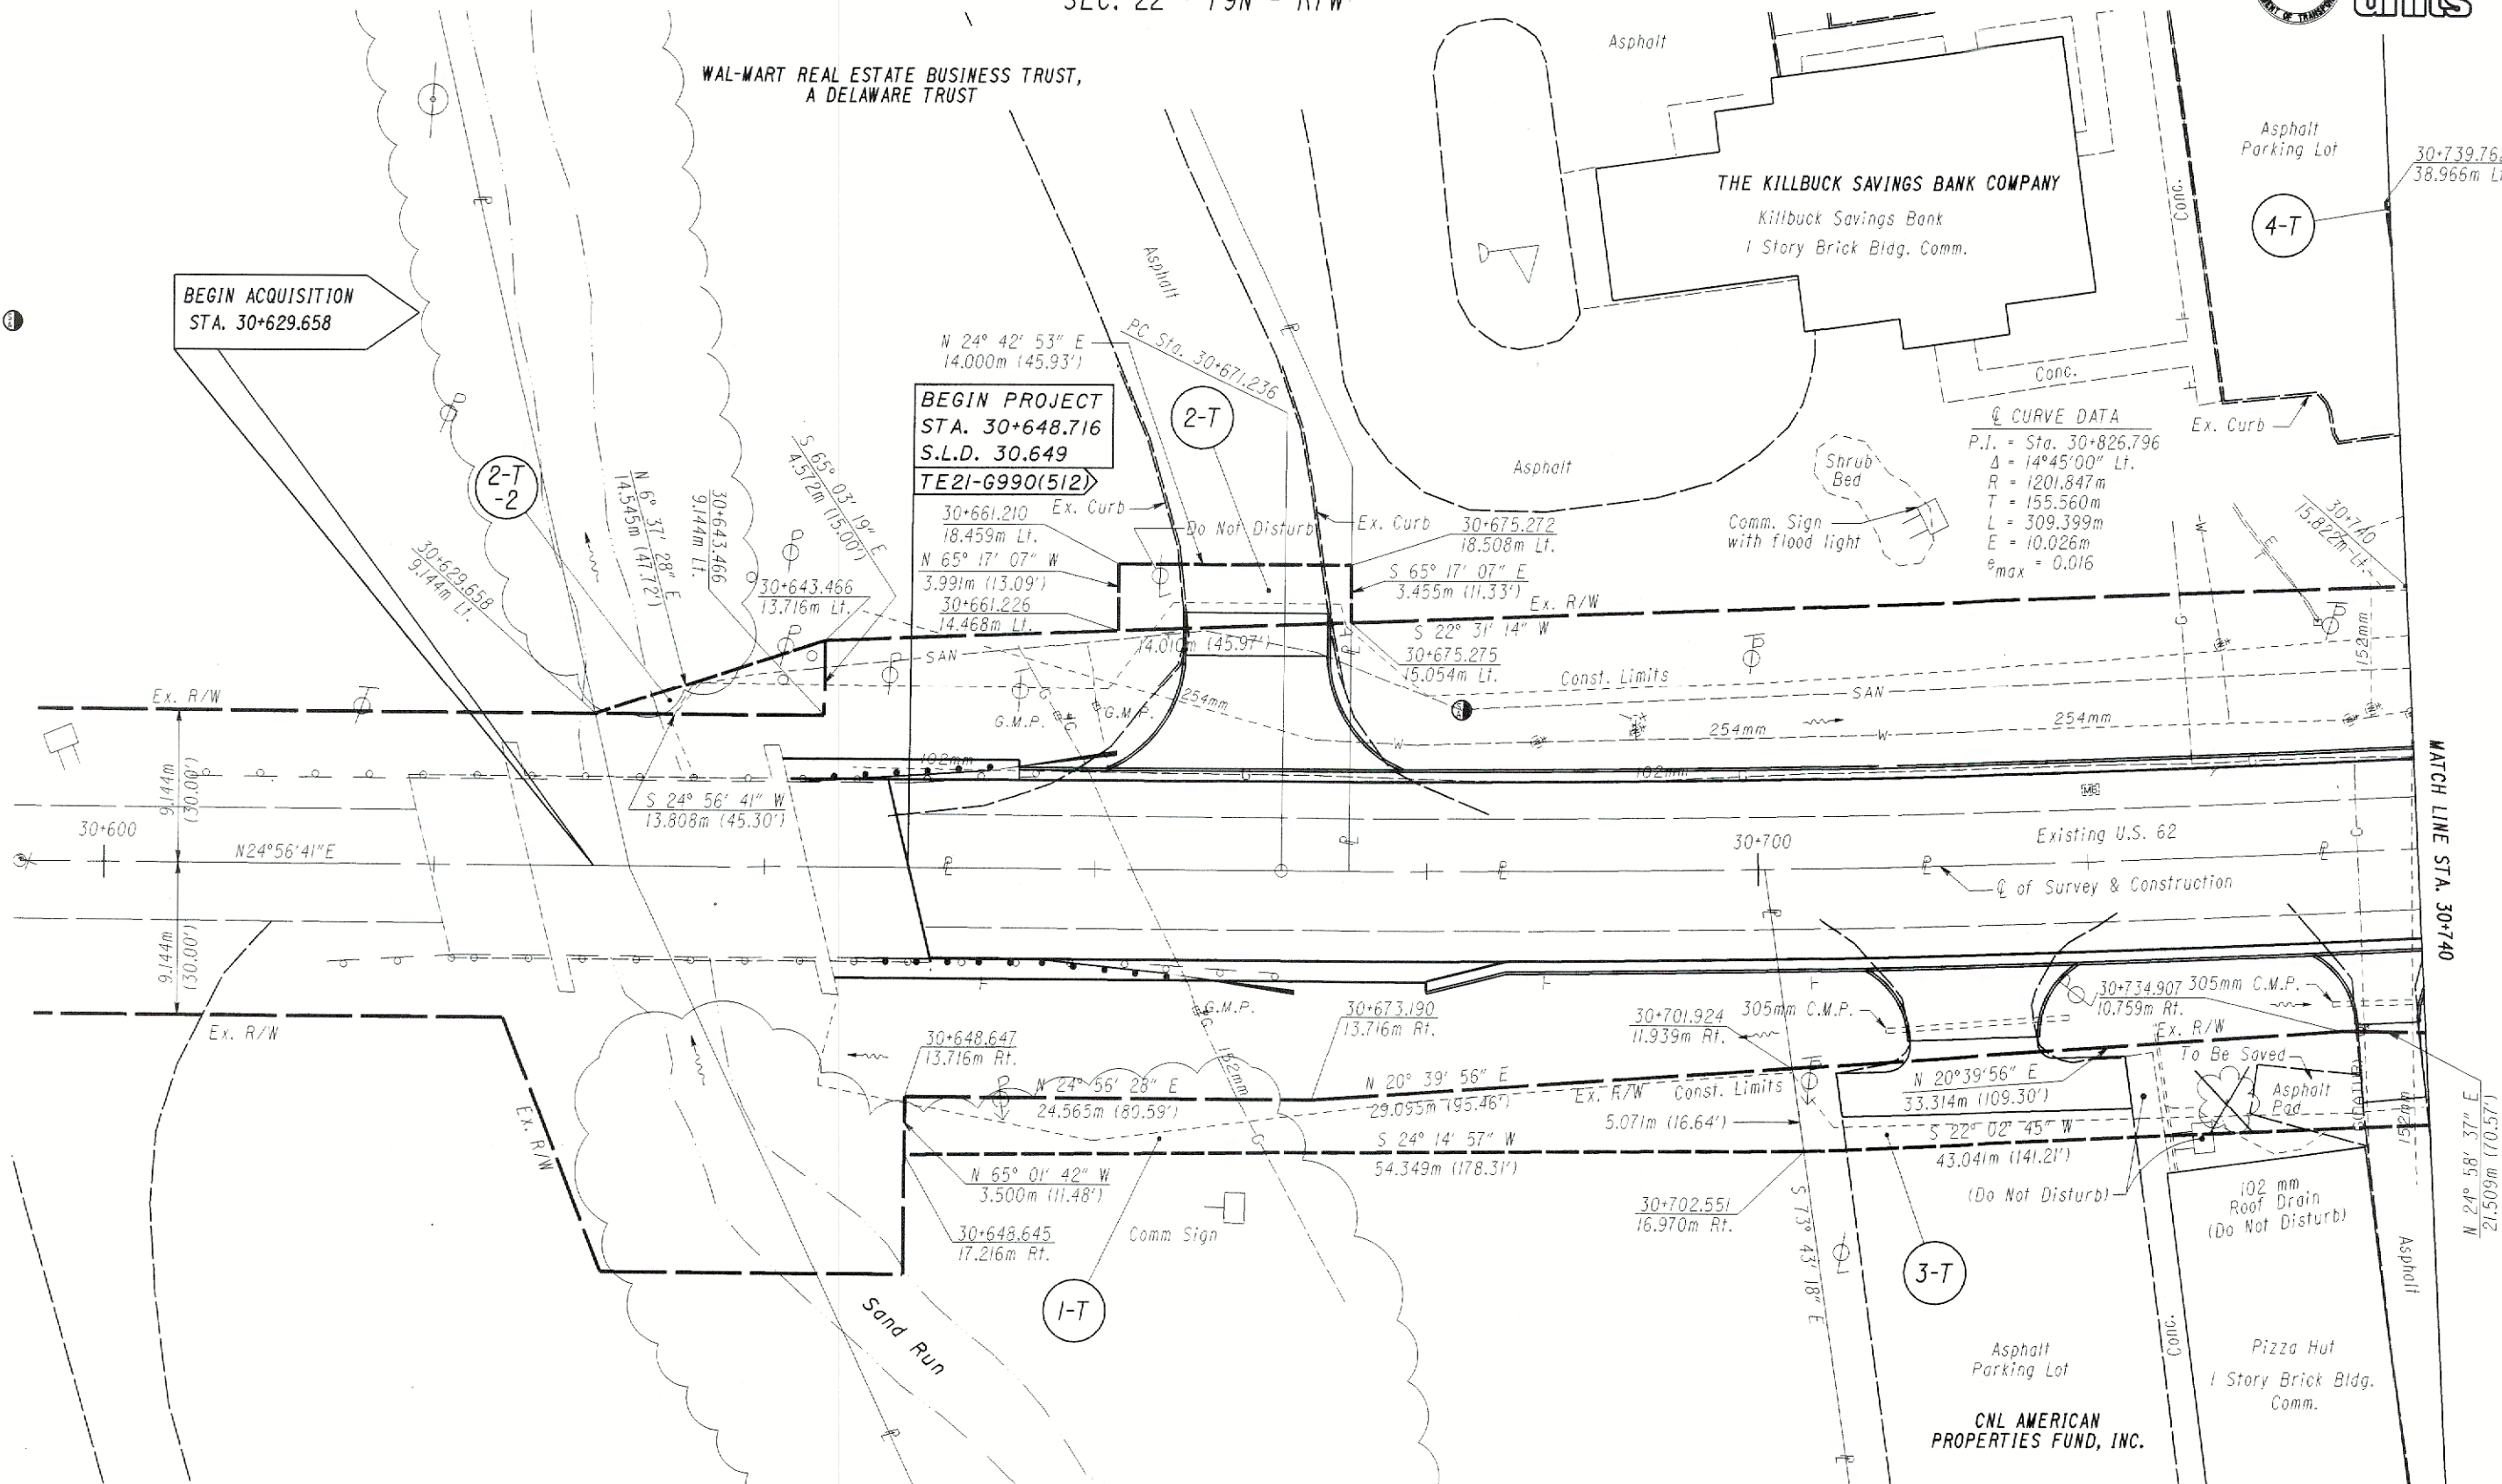 SEC. 22 T9N - R7W
units
WAL-MART REAL ESTATE BUSINESS TRUST,
A DELAWARE TRUST
Asphalt
THE KILLBUCK SAVINGS BANK COMPANY
Killbuck Savings Bank
1 Story Brick Bldg. Comm.
Asphalt
Parking Lot
30+739.76
38.966m Lt
4-T
Conc.
Conc.
Ex. Curb
BEGIN ACQUISITION
STA. 30+629.658
Asphalt
N 24° 42' 53" E
14.000m (45.93')
PC Sta. 30+671.236
2-T
BEGIN PROJECT
STA. 30+648.716
S.L.D. 30.649
TE21-G990(512)
Ex. Curb
Do Not Disturb
Ex. Curb
Asphalt
Shrub
Bed
Comm. Sign
with flood light
℄ CURVE DATA
P.I. = Sta. 30+826.796
Δ = 14°45'00" Lt.
R = 1201.847m
T = 155.560m
L = 309.399m
E = 10.026m
emax = 0.016
30+740
15.822m Lt.
2-T
-2
N 6° 37' 28" E
14.545m (47.72')
30+643.466
9.144m Lt.
S 65° 03' 19" E
4.572m (15.00')
30+629.658
9.144m Lt.
30+643.466
13.716m Lt.
30+661.210
18.459m Lt.
N 65° 17' 07" W
3.991m (13.09')
30+661.226
14.468m Lt.
30+675.272
18.508m Lt.
S 65° 17' 07" E
3.455m (11.33')
Ex. R/W
S 22° 31' 14" W
14.010m (45.97')
30+675.275
15.054m Lt.
Const. Limits
SAN
SAN
152mm
Ex. R/W
G.M.P.
G.M.P.
254mm
254mm
254mm
W
W
102mm
102mm
9.144m
(30.00')
S 24° 56' 41" W
13.808m (45.30')
30+600
N24°56'41"E
30+700
Existing U.S. 62
℄ of Survey & Construction
MATCH LINE STA. 30+740
9.144m
(30.00')
Ex. R/W
Ex. R/W
G.M.P.
152mm
30+648.647
13.716m Rt.
30+673.190
13.716m Rt.
30+701.924
11.939m Rt.
305mm C.M.P.
30+734.907
10.759m Rt.
305mm C.M.P.
Ex. R/W
To Be Saved
Asphalt
Pad
N 24° 56' 28" E
24.565m (80.59')
N 20° 39' 56" E
29.095m (95.46')
Ex. R/W
Const. Limits
N 20°39'56" E
33.314m (109.30')
5.071m (16.64')
S 24° 14' 57" W
54.349m (178.31')
S 22° 02' 45" W
43.041m (141.21')
152mm
N 24° 58' 37" E
21.509m (70.57')
N 65° 01' 42" W
3.500m (11.48')
30+648.645
17.216m Rt.
Comm Sign
30+702.551
16.970m Rt.
S 73° 43' 18" E
(Do Not Disturb)
102 mm
Roof Drain
(Do Not Disturb)
Asphalt
1-T
3-T
Sand Run
Asphalt
Parking Lot
Conc.
Pizza Hut
1 Story Brick Bldg.
Comm.
CNL AMERICAN
PROPERTIES FUND, INC.